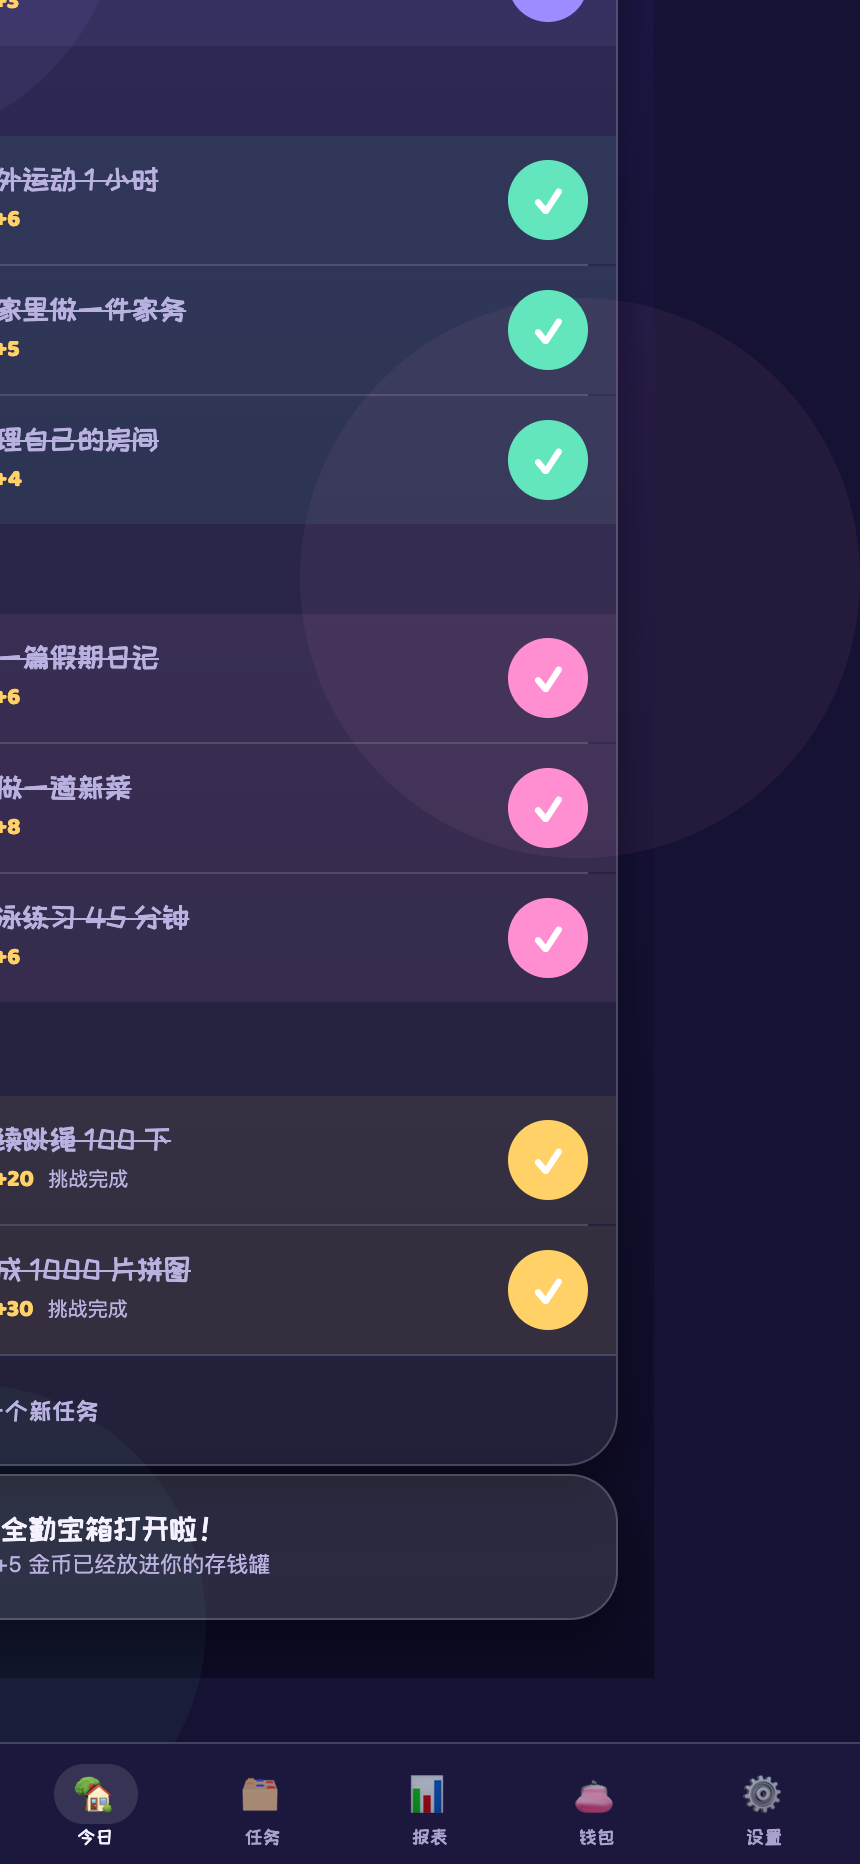 +3
外运动 1 小时
+6
家里做一件家务
+5
理自己的房间
+4
一篇假期日记
+6
做一道新菜
+8
泳练习 45 分钟
+6
续跳绳 100 下
+20 挑战完成
成 1000 片拼图
+30 挑战完成
个新任务
全勤宝箱打开啦！
+5 金币已经放进你的存钱罐
今日 任务 报表 钱包 设置